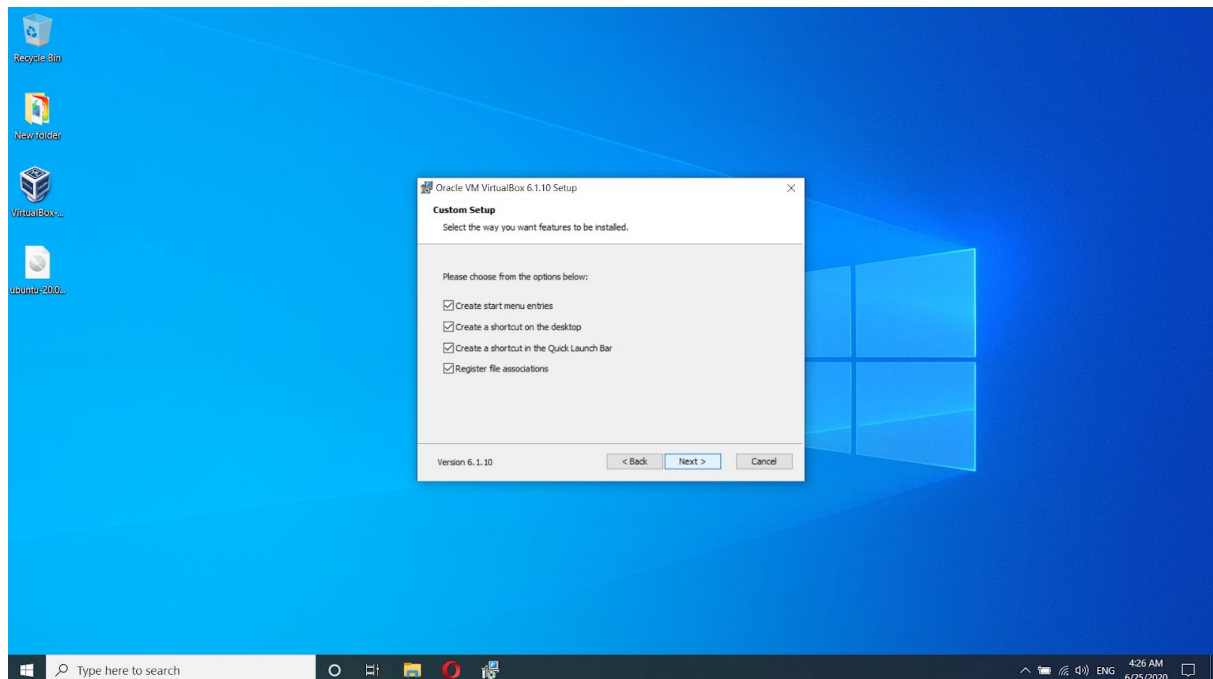 Recycle Bin
New folder
VirtualBox-...
ubuntu-20.0...
Oracle VM VirtualBox 6.1.10 Setup
Custom Setup
Select the way you want features to be installed.
Please choose from the options below:
Create start menu entries
Create a shortcut on the desktop
Create a shortcut in the Quick Launch Bar
Register file associations
Version 6.1.10
< Back
Next >
Cancel
Type here to search
ENG
4:26 AM
6/25/2020